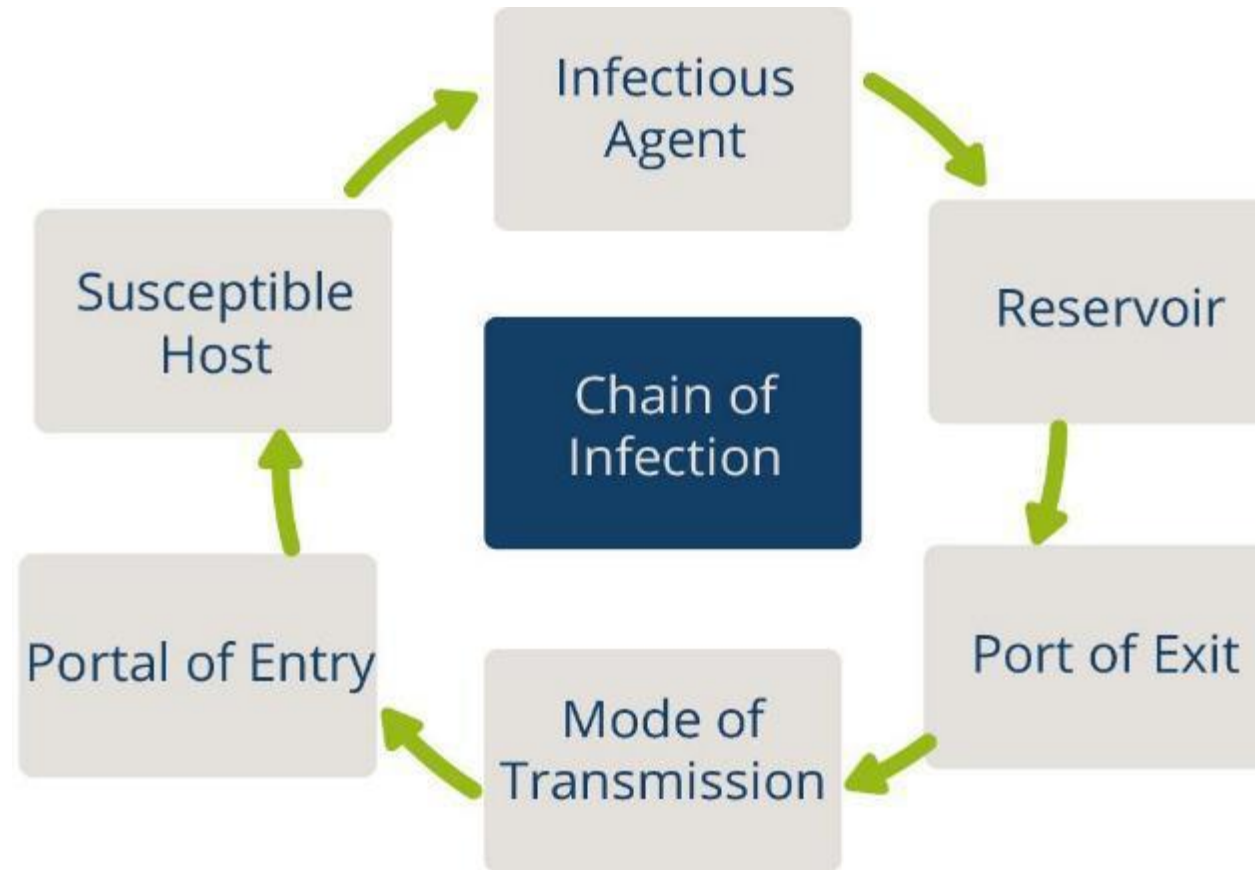 Infectious
Agent
Reservoir
Port of Exit
Mode of
Transmission
Portal of Entry
Susceptible
Host
Chain of
Infection